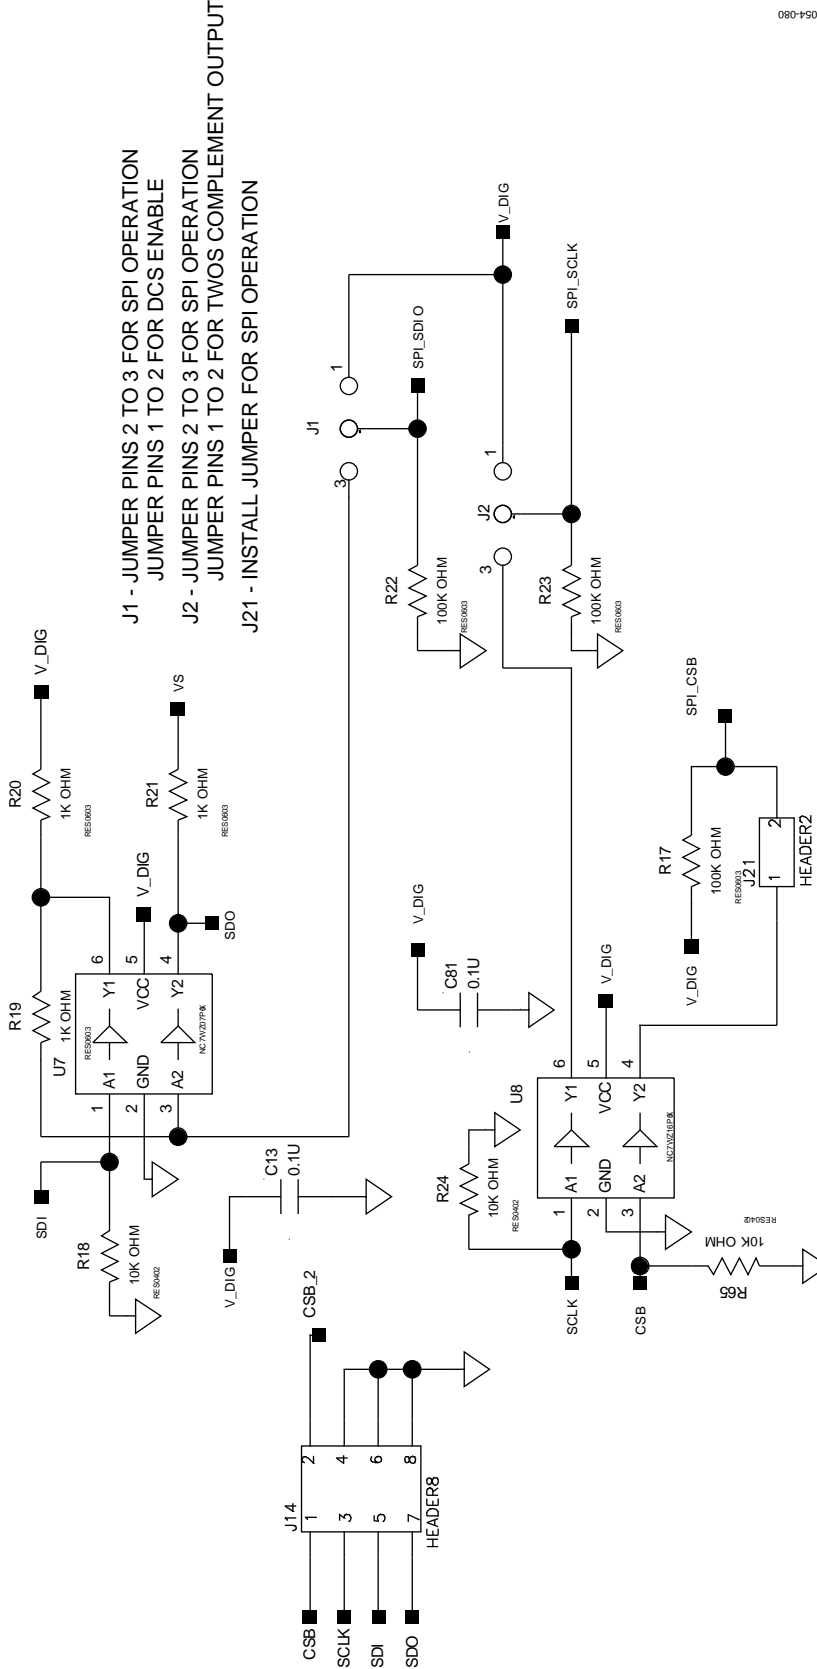 J1 - JUMPER PINS 2 TO 3 FOR SPI OPERATION
JUMPER PINS 1 TO 2 FOR DCS ENABLE
J2 - JUMPER PINS 2 TO 3 FOR SPI OPERATION
JUMPER PINS 1 TO 2 FOR TWOS COMPLEMENT OUTPUT
J21 - INSTALL JUMPER FOR SPI OPERATION
054-080
SDI
R18
10K OHM
RES0402
R19
1K OHM
RES0603
R20
1K OHM
RES0603
V_DIG
U7
1 A1 Y1 6
2 GND VCC 5
3 A2 Y2 4
NC7WZ07P6X
V_DIG
R21
1K OHM
RES0603
VS
SDO
V_DIG
C13
0.1U
J1
3
1
SPI_SDIO
R22
100K OHM
RES0603
V_DIG
J2
3
1
SPI_SCLK
R23
100K OHM
RES0603
V_DIG
C81
0.1U
CSB_2
J14
CSB 1 2
SCLK 3 4
SDI 5 6
SDO 7 8
HEADER8
R24
10K OHM
RES0402
U8
SCLK 1 A1 Y1 6
2 GND VCC 5
CSB 3 A2 Y2 4
NC7WZ16P6X
V_DIG
R65
10K OHM
RES0402
V_DIG
R17
100K OHM
RES0603
SPI_CSB
J21
1 2
HEADER2